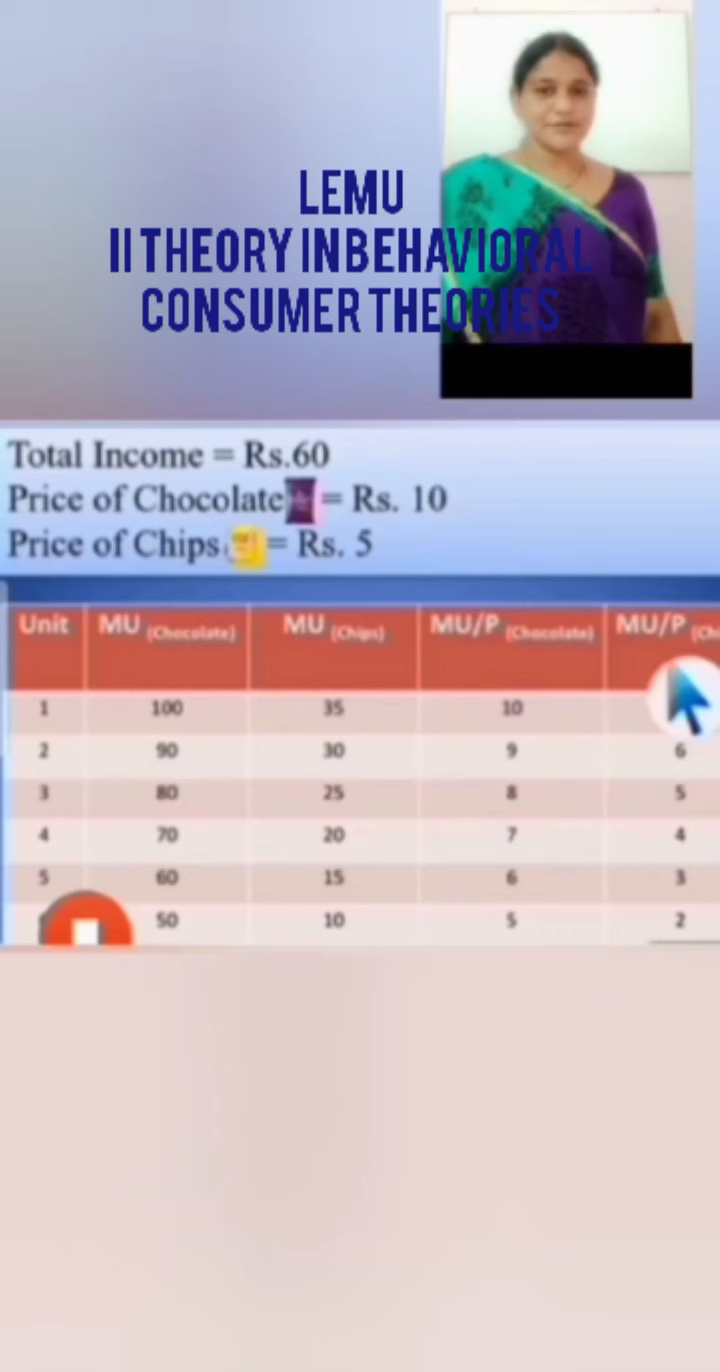 LEMU
II THEORY IN BEHAVIORAL
CONSUMER THEORIES
Total Income = Rs.60
Price of Chocolate = Rs. 10
Price of Chips = Rs. 5
Unit MU (Chocolate) MU (Chips) MU/P (Chocolate) MU/P (Ch
1 100 35 10
2 90 30 9 6
3 80 25 8 5
4 70 20 7 4
5 60 15 6 3
50 10 5 2